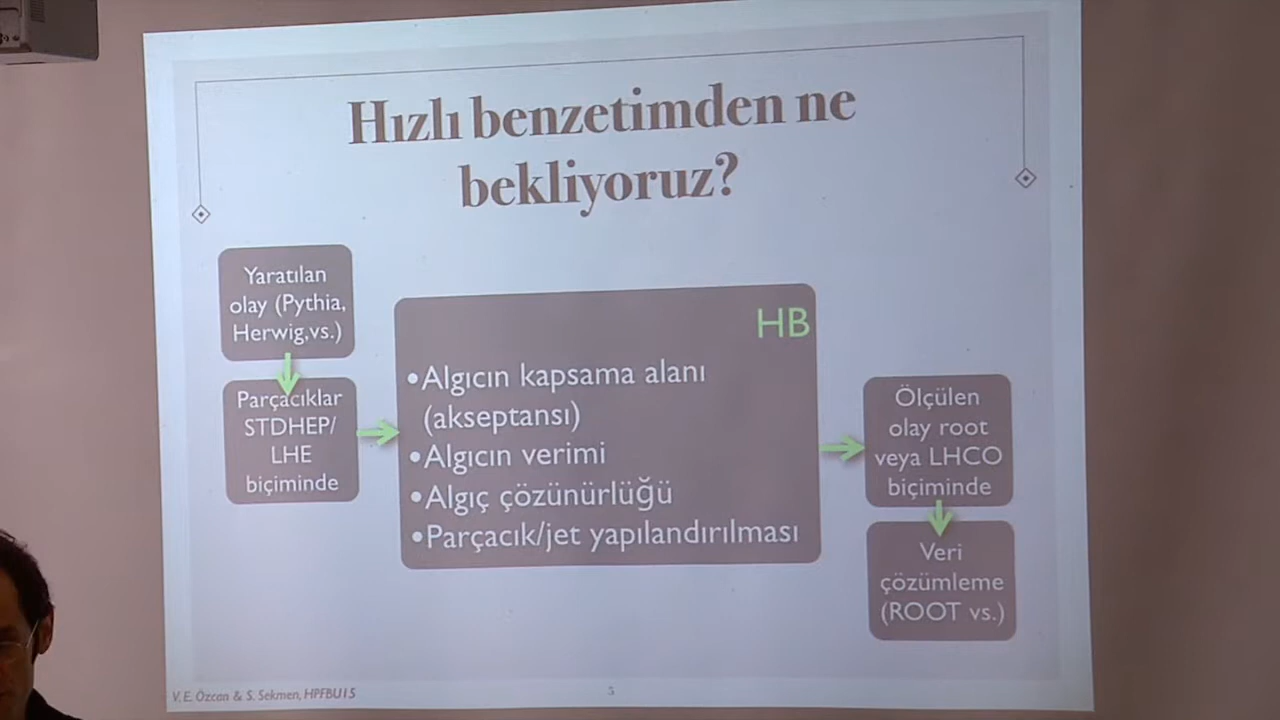 Hızlı benzetimden ne
bekliyoruz?
Yaratılan
olay (Pythia,
Herwig,vs.)
Parçacıklar
STDHEP/
LHE
biçiminde
HB
•Algıcın kapsama alanı
(akseptansı)
•Algıcın verimi
•Algıç çözünürlüğü
•Parçacık/jet yapılandırılması
Ölçülen
olay root
veya LHCO
biçiminde
Veri
çözümleme
(ROOT vs.)
V. E. Özcan & S. Sekmen, HPFBU15
5